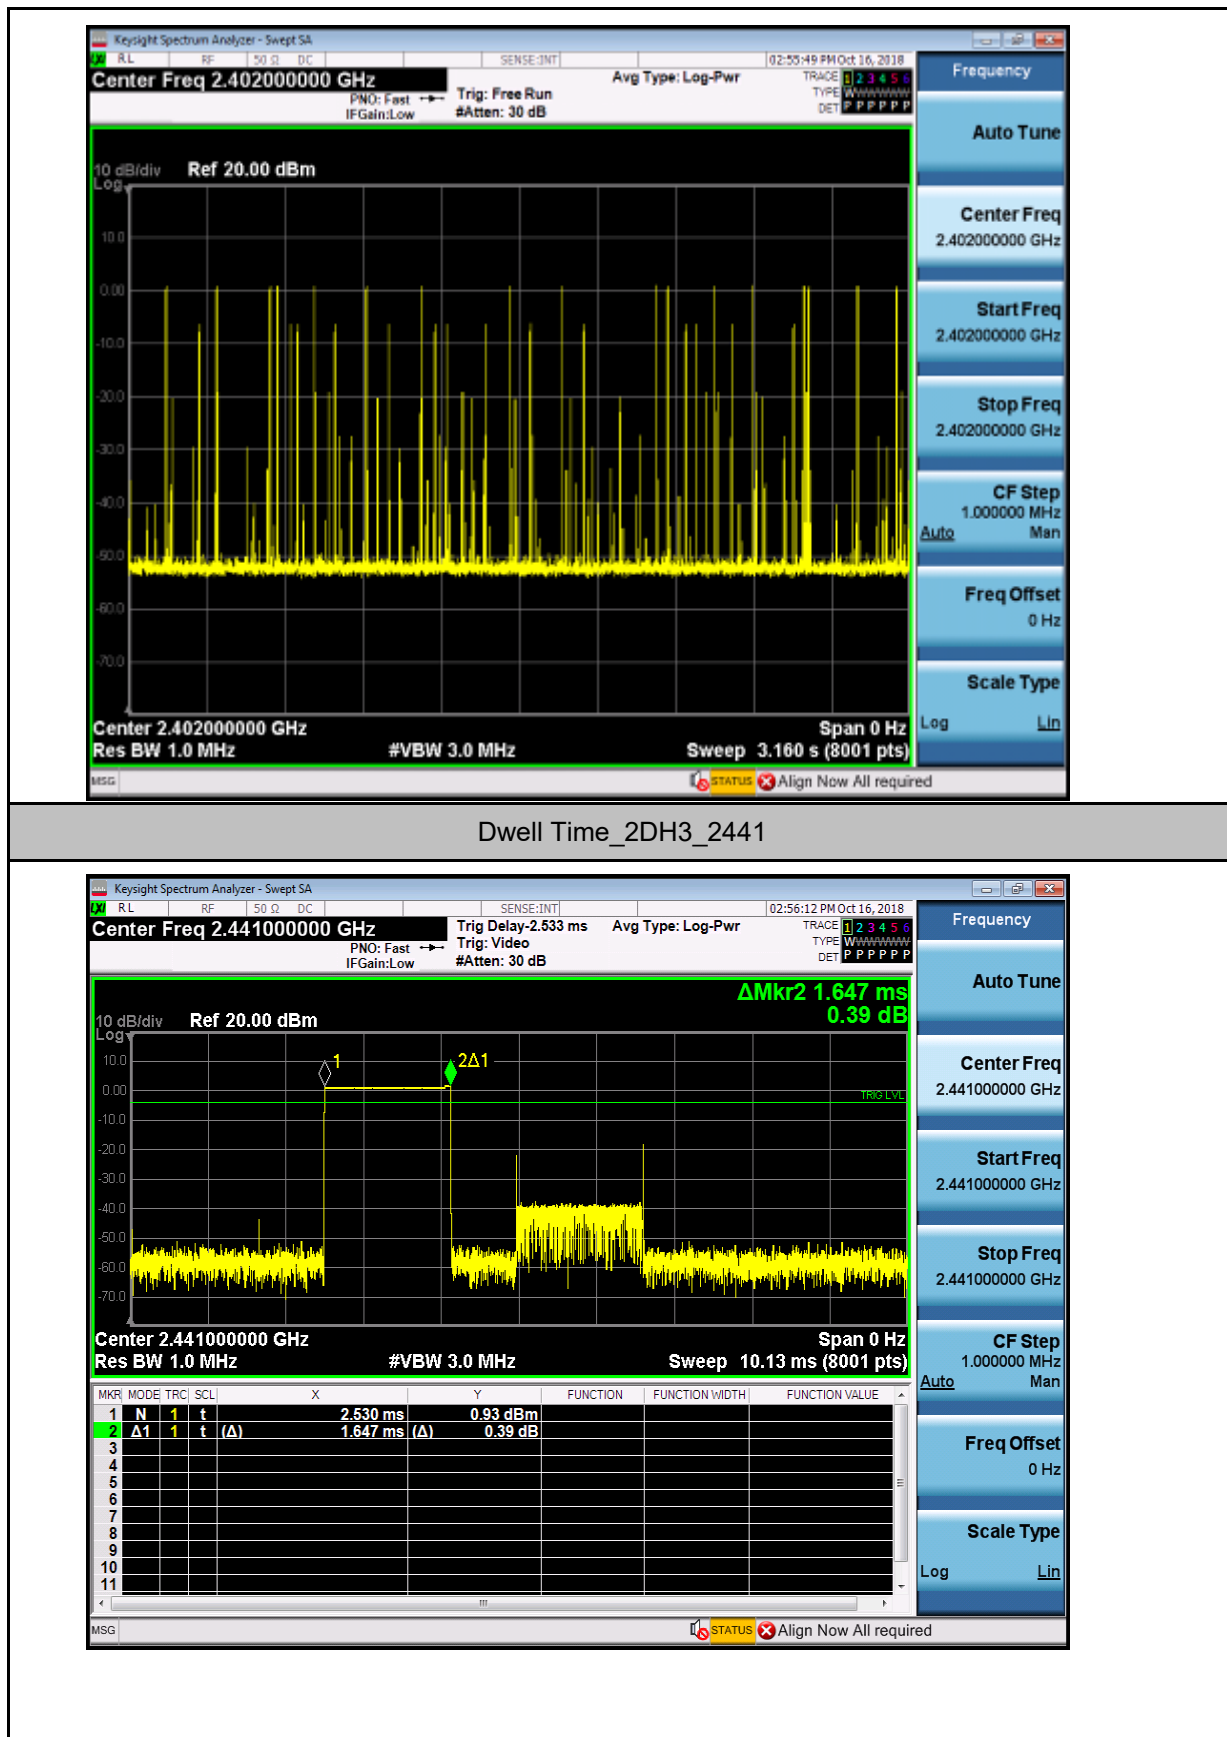 Keysight Spectrum Analyzer - Swept SA
LXI RL RF 50 Ω DC SENSE:INT 02:55:49 PM Oct 16, 2018
Center Freq 2.402000000 GHz
PNO: Fast
IFGain:Low
Trig: Free Run
#Atten: 30 dB
Avg Type: Log-Pwr
TRACE 1 2 3 4 5 6
TYPE WWWWWW
DET P P P P P P
10 dB/div
Log
Ref 20.00 dBm
10.0
0.00
-10.0
-20.0
-30.0
-40.0
-50.0
-60.0
-70.0
Center 2.402000000 GHz
Span 0 Hz
Res BW 1.0 MHz
#VBW 3.0 MHz
Sweep 3.160 s (8001 pts)
MSG
STATUS
Align Now All required
Frequency
Auto Tune
Center Freq
2.402000000 GHz
Start Freq
2.402000000 GHz
Stop Freq
2.402000000 GHz
CF Step
1.000000 MHz
Auto Man
Freq Offset
0 Hz
Scale Type
Log Lin
Dwell Time_2DH3_2441
Keysight Spectrum Analyzer - Swept SA
LXI RL RF 50 Ω DC SENSE:INT 02:56:12 PM Oct 16, 2018
Center Freq 2.441000000 GHz
PNO: Fast
IFGain:Low
Trig Delay-2.533 ms
Trig: Video
#Atten: 30 dB
Avg Type: Log-Pwr
TRACE 1 2 3 4 5 6
TYPE WWWWWW
DET P P P P P P
ΔMkr2 1.647 ms
0.39 dB
10 dB/div
Log
Ref 20.00 dBm
1
2Δ1
TRIG LVL
10.0
0.00
-10.0
-20.0
-30.0
-40.0
-50.0
-60.0
-70.0
Center 2.441000000 GHz
Span 0 Hz
Res BW 1.0 MHz
#VBW 3.0 MHz
Sweep 10.13 ms (8001 pts)
MKR MODE TRC SCL X Y FUNCTION FUNCTION WIDTH FUNCTION VALUE
1 N 1 t 2.530 ms 0.93 dBm
2 Δ1 1 t (Δ) 1.647 ms (Δ) 0.39 dB
3
4
5
6
7
8
9
10
11
MSG
STATUS
Align Now All required
Frequency
Auto Tune
Center Freq
2.441000000 GHz
Start Freq
2.441000000 GHz
Stop Freq
2.441000000 GHz
CF Step
1.000000 MHz
Auto Man
Freq Offset
0 Hz
Scale Type
Log Lin